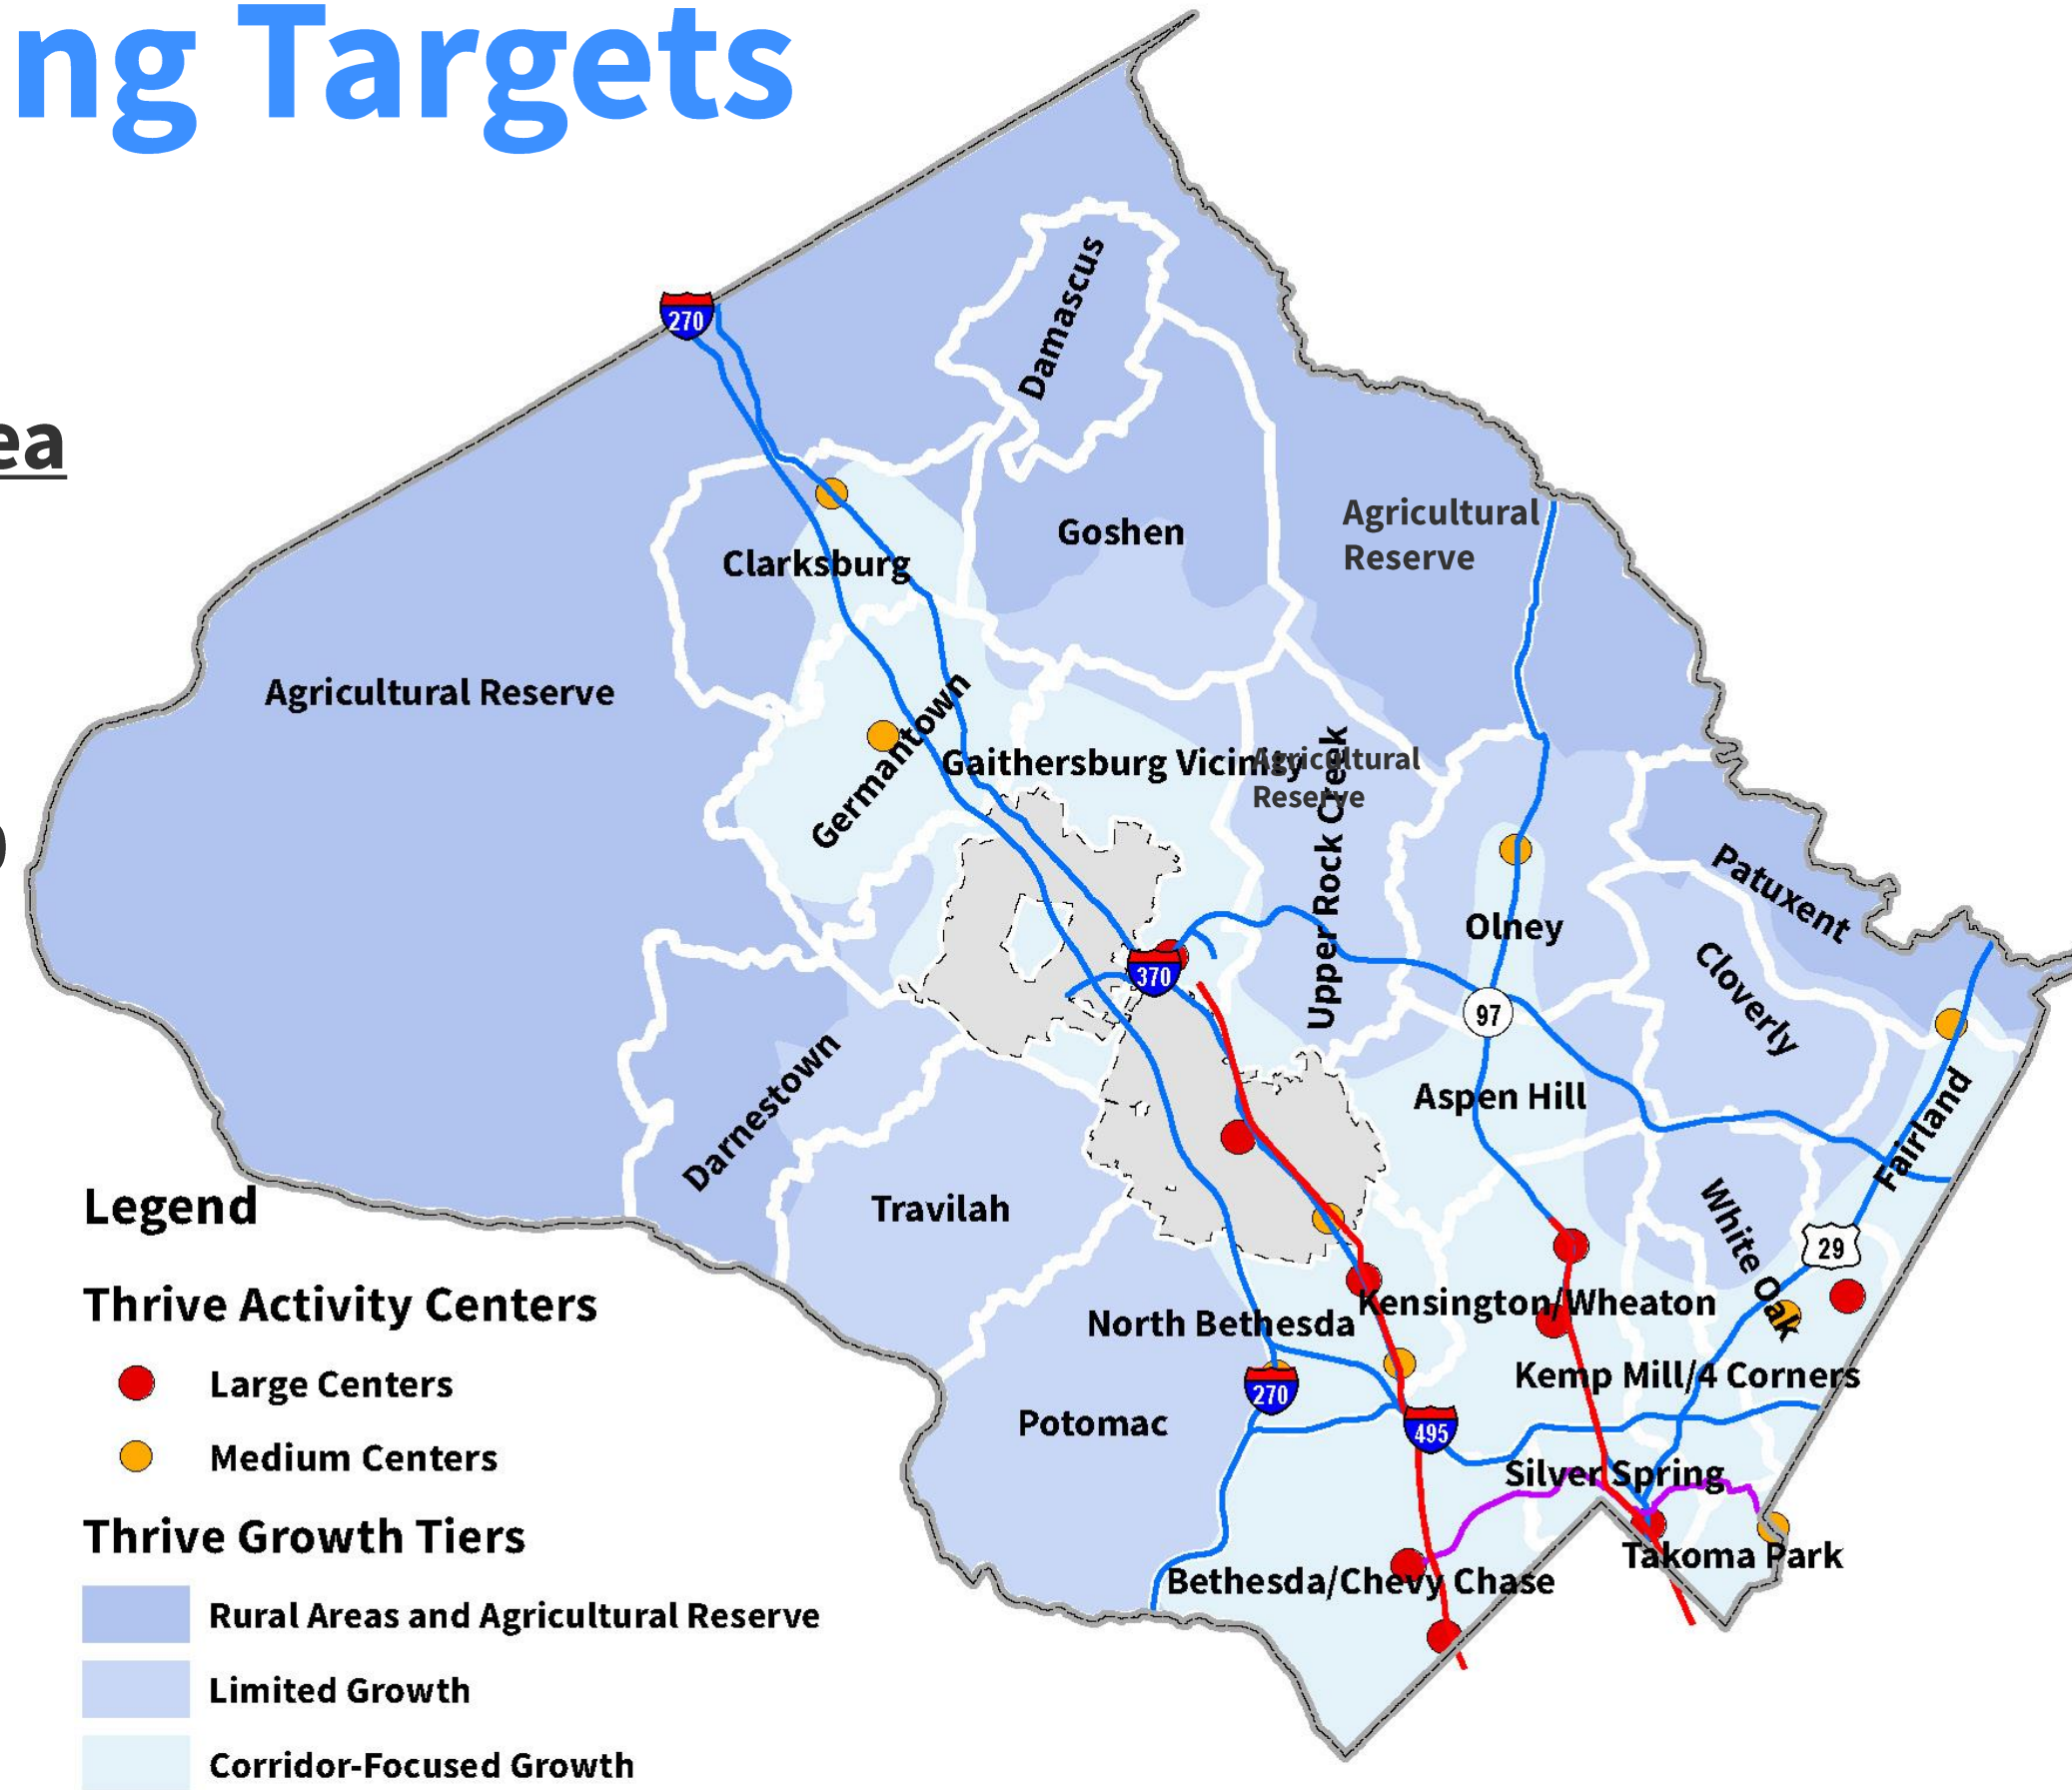 ng Targets
ea
270
Damascus
Clarksburg
Goshen
Agricultural
Reserve
Agricultural Reserve
Germantown
Gaithersburg Vicinity
Agricultural
Reserve
Upper Rock Creek
Patuxent
Olney
Cloverly
370
97
Darnestown
Aspen Hill
Fairland
Travilah
White Oak
29
North Bethesda
Kensington/Wheaton
Kemp Mill/4 Corners
270
495
Potomac
Silver Spring
Takoma Park
Bethesda/Chevy Chase
Legend
Thrive Activity Centers
Large Centers
Medium Centers
Thrive Growth Tiers
Rural Areas and Agricultural Reserve
Limited Growth
Corridor-Focused Growth